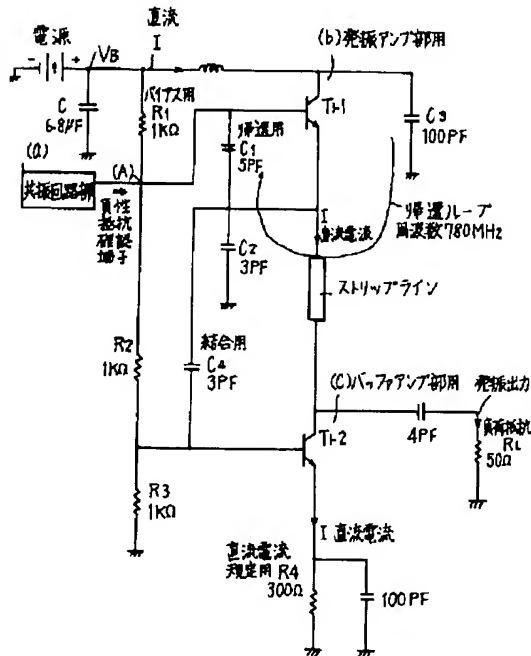 電源
直流
I
VB
(b)発振アンプ部用
C
6.8μF
バイアス用
R1
1KΩ
Tr1
C9
100PF
(a)
共振回路部
(A)
負性
抵抗
確認
端子
帰還用
C1
5PF
I
直流電流
帰還ループ
周波数780MHz
C2
3PF
ストリップライン
R2
1KΩ
結合用
C4
3PF
(C)バッファアンプ部用
発振出力
Tr2
4PF
負荷抵抗
RL
50Ω
R3
1KΩ
I 直流電流
直流電流
規定用 R4
300Ω
100PF